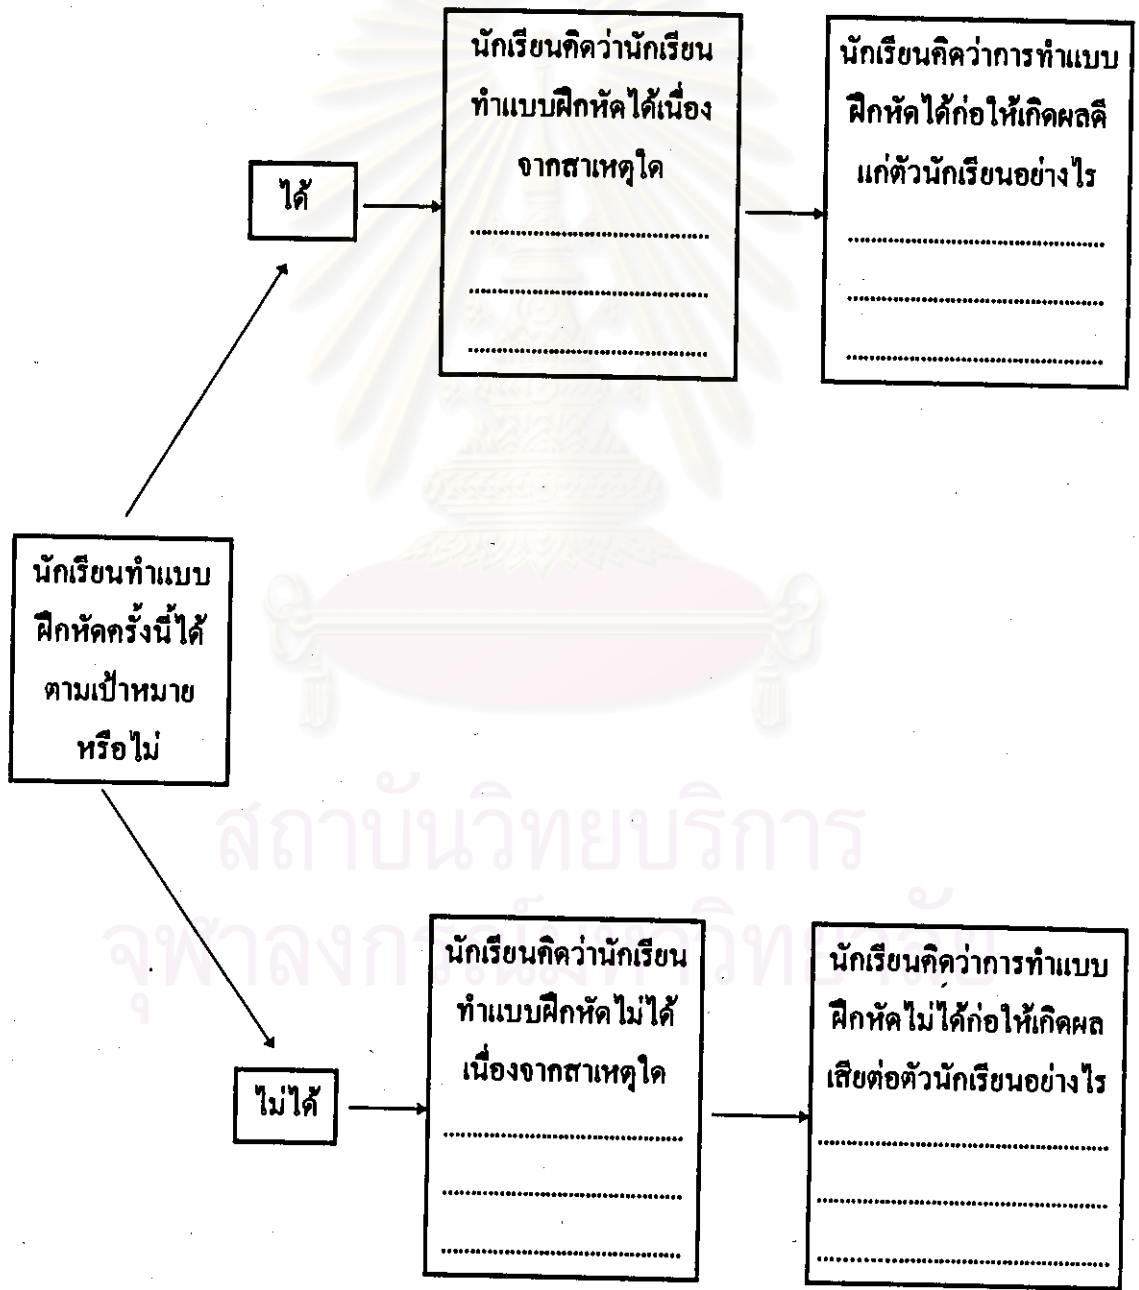 นักเรียนคิดว่านักเรียน
ทำแบบฝึกหัดได้เนื่อง
จากสาเหตุใด
นักเรียนคิดว่าการทำแบบ
ฝึกหัดได้ก่อให้เกิดผลดี
แก่ตัวนักเรียนอย่างไร
ได้
นักเรียนทำแบบ
ฝึกหัดครั้งนี้ได้
ตามเป้าหมาย
หรือไม่
สถาบันวิทยบริการ
จุฬาลงกรณ์มหาวิทยาลัย
นักเรียนคิดว่านักเรียน
ทำแบบฝึกหัดไม่ได้
เนื่องจากสาเหตุใด
นักเรียนคิดว่าการทำแบบ
ฝึกหัดไม่ได้ก่อให้เกิดผล
เสียต่อตัวนักเรียนอย่างไร
ไม่ได้